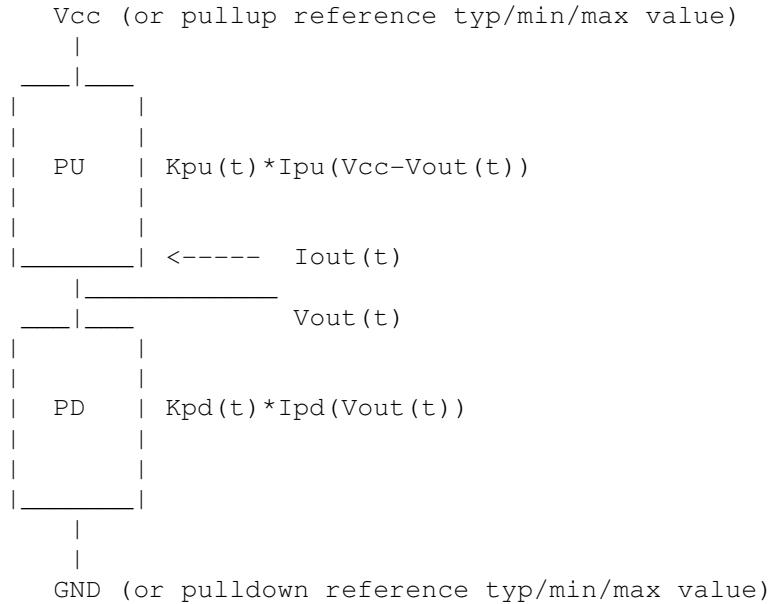 Vcc (or pullup reference typ/min/max value)
PU Kpu(t)*Ipu(Vcc-Vout(t))
<----- Iout(t)
Vout(t)
PD Kpd(t)*Ipd(Vout(t))
GND (or pulldown reference typ/min/max value)